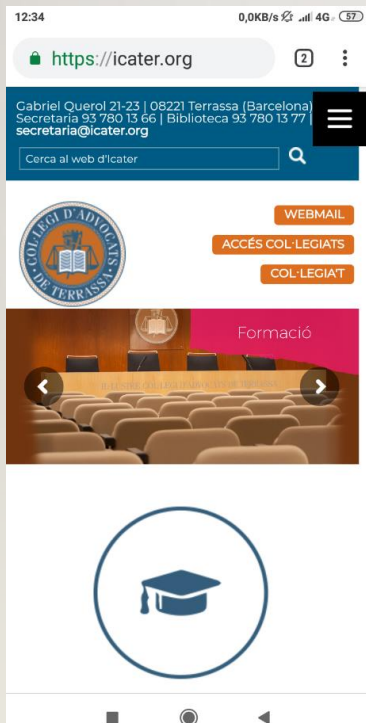 12:34
0,0KB/s 4G 57
https://icater.org
2
Gabriel Querol 21-23 | 08221 Terrassa (Barcelona)
Secretaria 93 780 13 66 | Biblioteca 93 780 13 77 |
secretaria@icater.org
Cerca al web d'Icater
WEBMAIL
ACCÉS COL·LEGIATS
COL·LEGIA'T
COL·LEGI D'ADVOCATS
DE TERRASSA
Formació